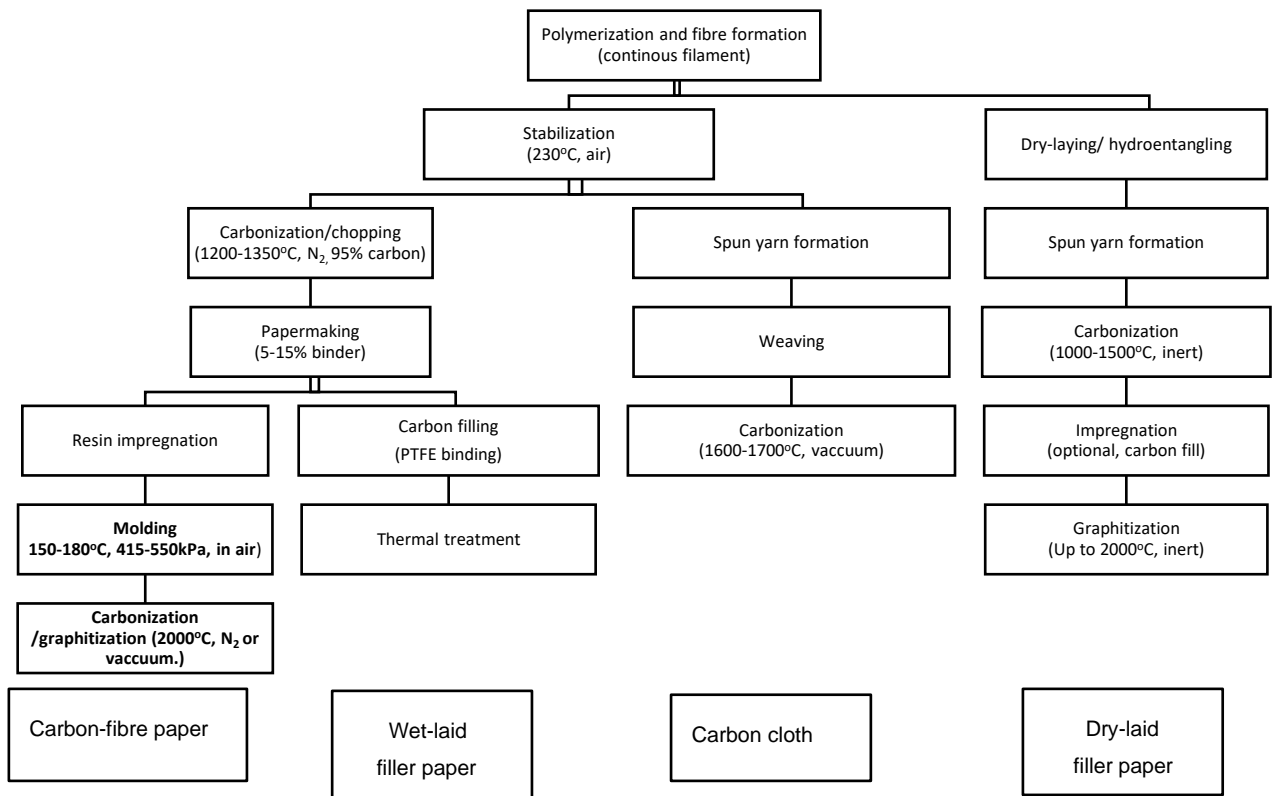 Polymerization and fibre formation
(continous filament)
Stabilization
(230°C, air)
Dry-laying/ hydroentangling
Carbonization/chopping
(1200-1350°C, N2, 95% carbon)
Spun yarn formation
Spun yarn formation
Papermaking
(5-15% binder)
Weaving
Carbonization
(1000-1500°C, inert)
Resin impregnation
Carbon filling
(PTFE binding)
Carbonization
(1600-1700°C, vaccuum)
Impregnation
(optional, carbon fill)
Molding
150-180°C, 415-550kPa, in air)
Thermal treatment
Graphitization
(Up to 2000°C, inert)
Carbonization
/graphitization (2000°C, N2 or
vaccuum.)
Carbon-fibre paper
Wet-laid
filler paper
Carbon cloth
Dry-laid
filler paper